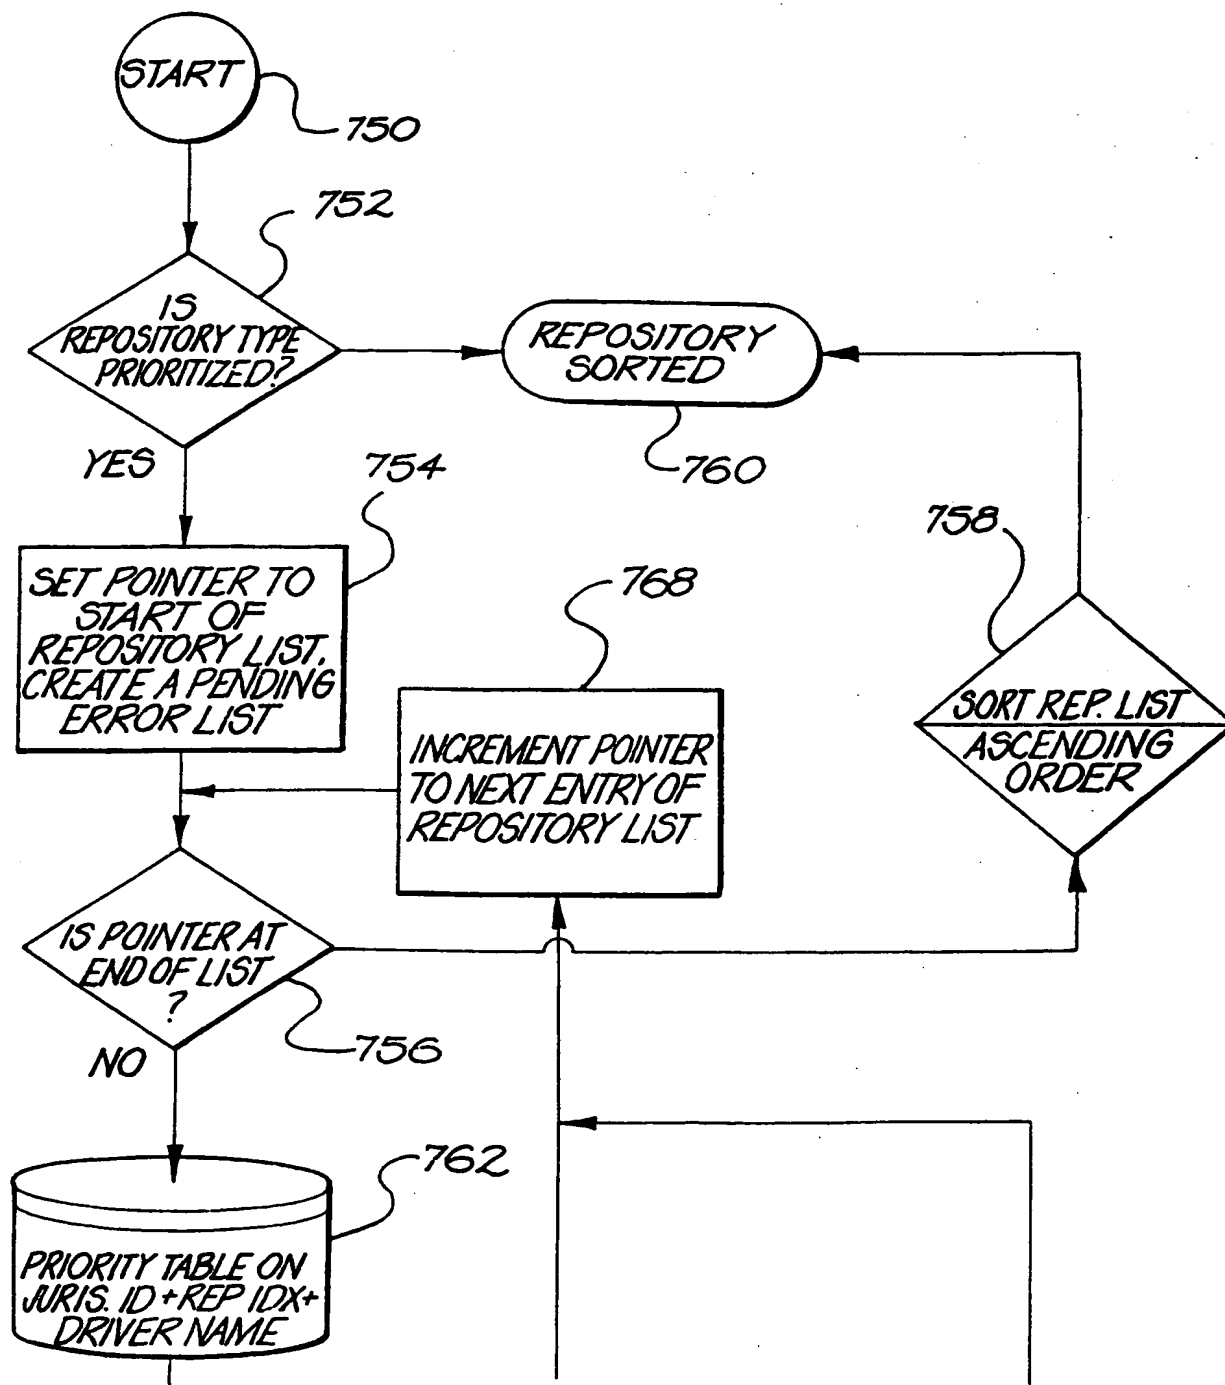 START
750
752
IS
REPOSITORY TYPE
PRIORITIZED?
REPOSITORY
SORTED
760
YES
754
SET POINTER TO
START OF
REPOSITORY LIST.
CREATE A PENDING
ERROR LIST
768
INCREMENT POINTER
TO NEXT ENTRY OF
REPOSITORY LIST
758
SORT REP. LIST
ASCENDING
ORDER
IS POINTER AT
END OF LIST
?
756
NO
762
PRIORITY TABLE ON
JURIS. ID+REP IDX+
DRIVER NAME